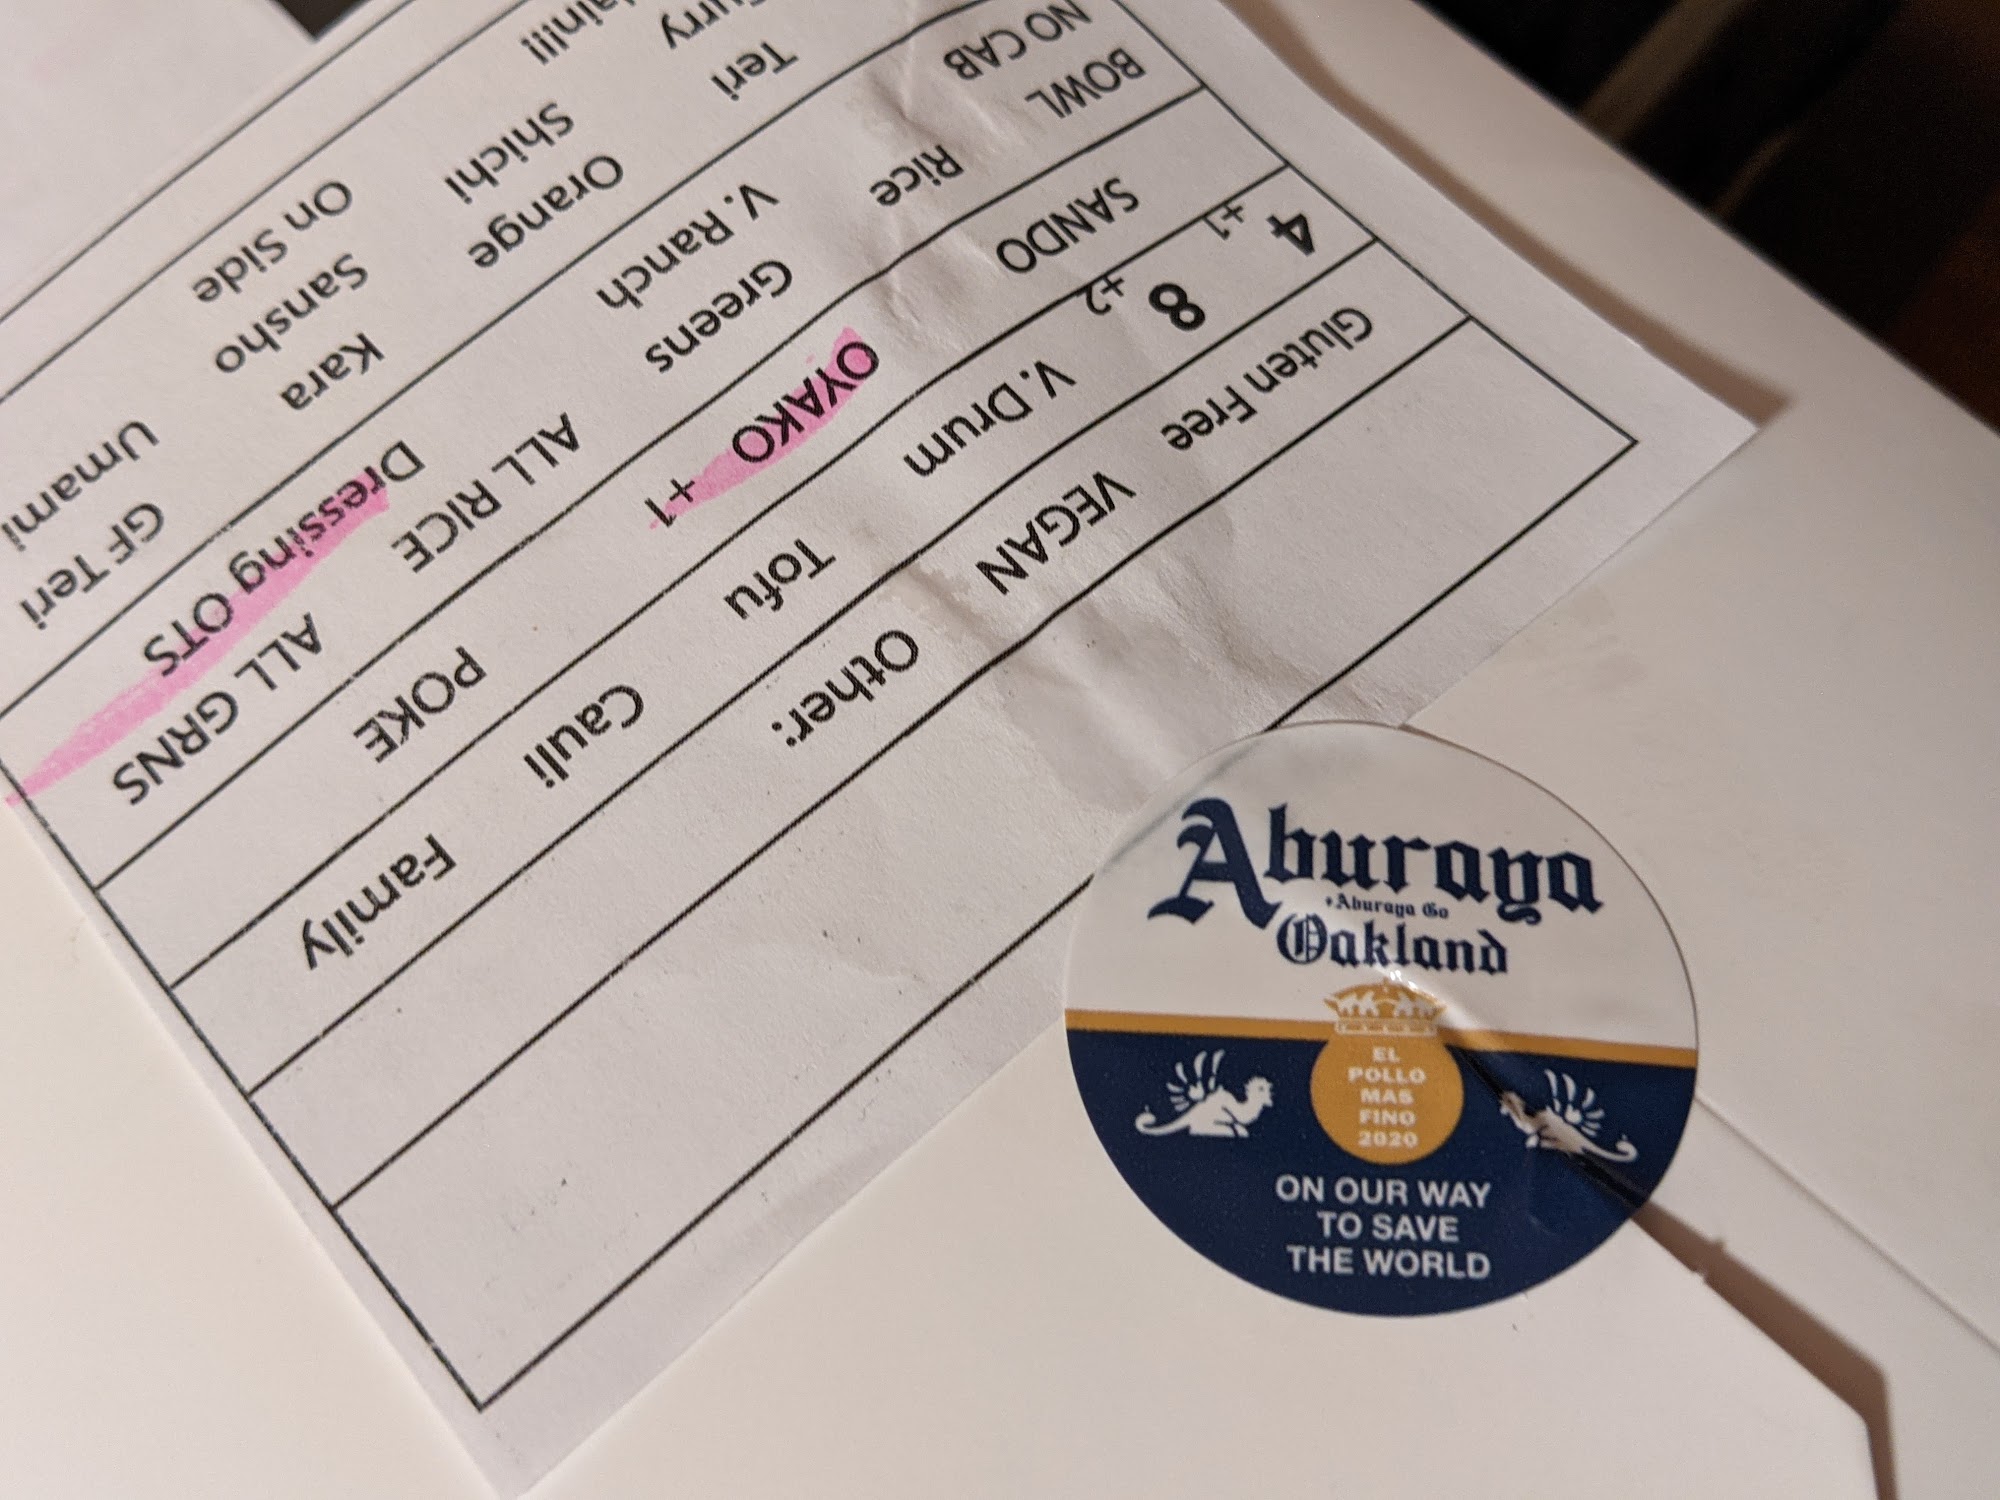 Gluten Free VEGAN Other:
4 +1 8 +2 V. Drum Tofu Cauli Family
SANDO OYAKO +1 POKE
BOWL Rice Greens ALL RICE ALL GRNS
NO CAB V. Ranch Dressing OTS
Teri Orange Kara GF Teri
Shichi Sansho Umami
On Side
Aburaya
+Aburaya Go
Oakland
EL
POLLO
MAS
FINO
2020
ON OUR WAY
TO SAVE
THE WORLD